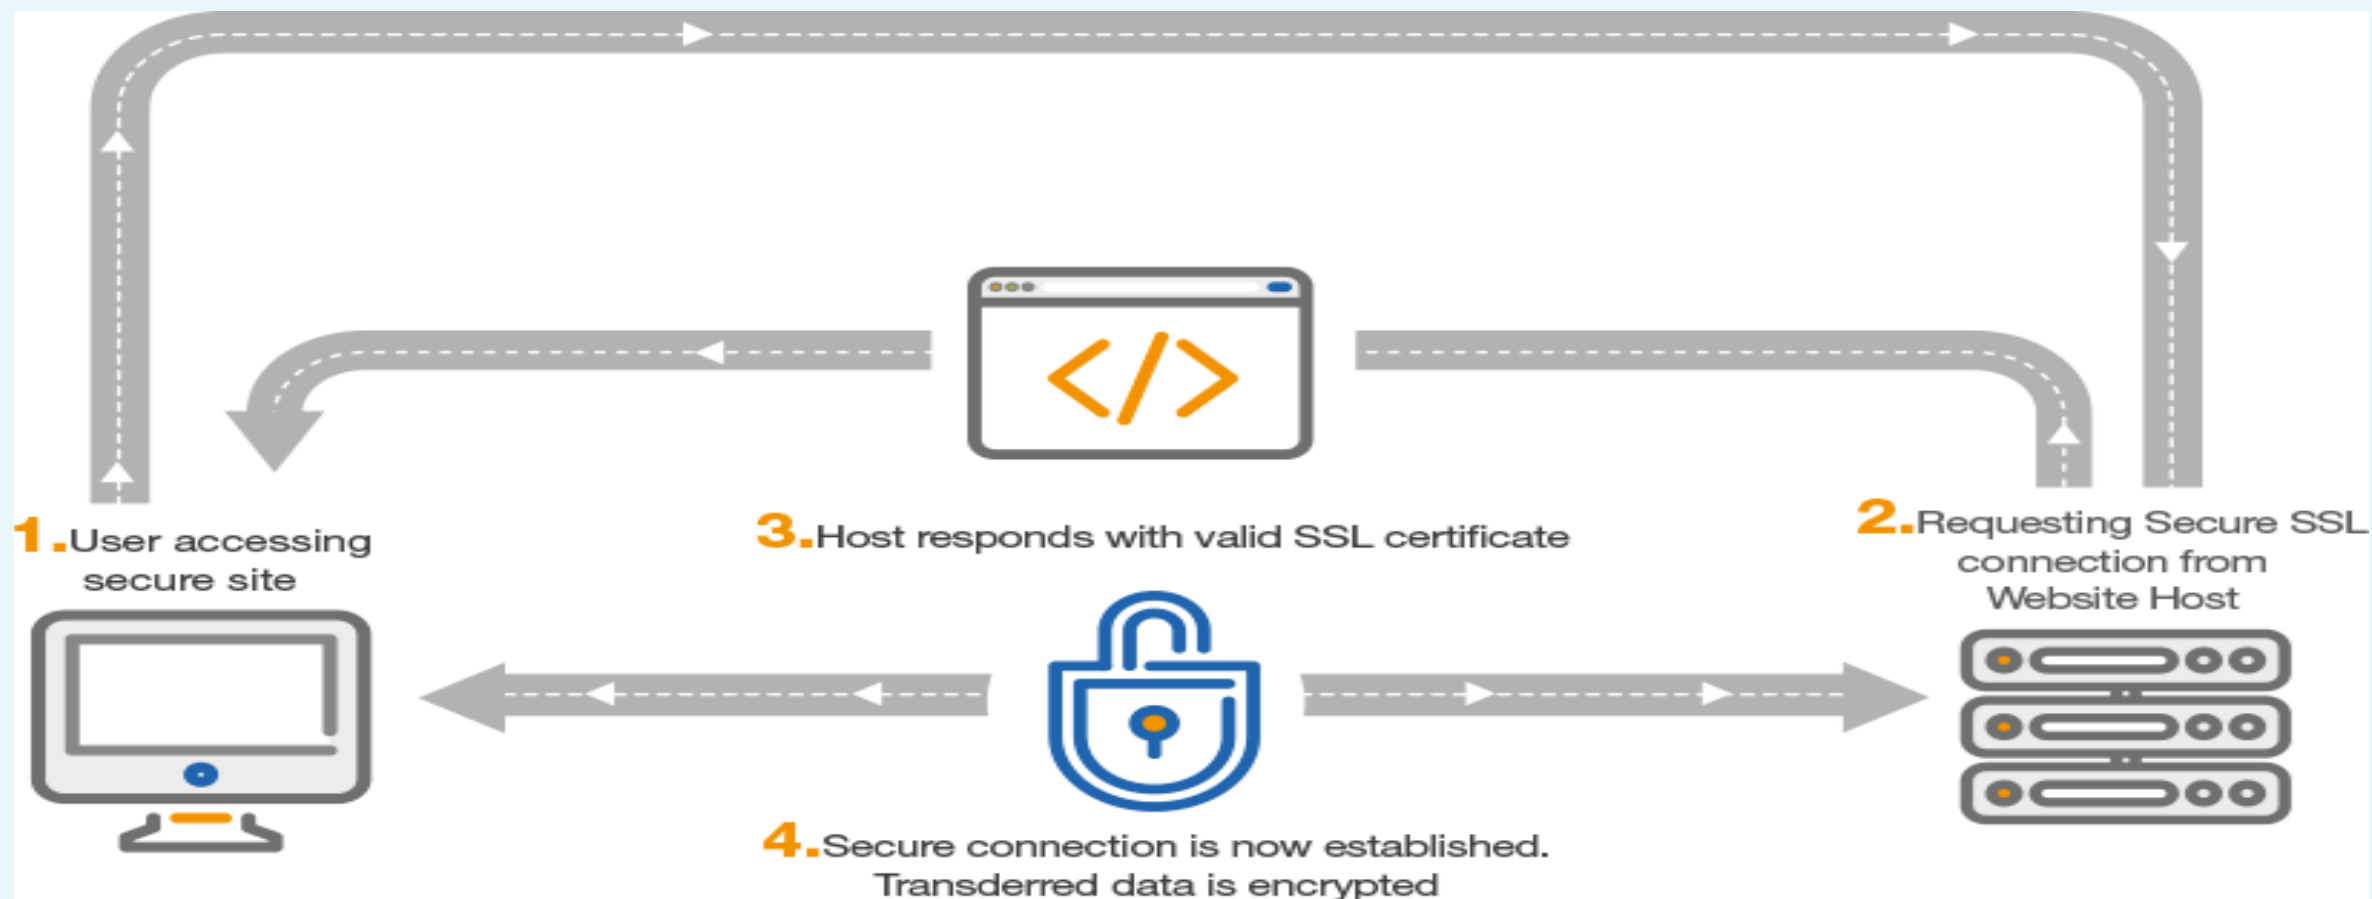 1.User accessing
secure site
2.Requesting Secure SSL
connection from
Website Host
3.Host responds with valid SSL certificate
4.Secure connection is now established.
Transderred data is encrypted